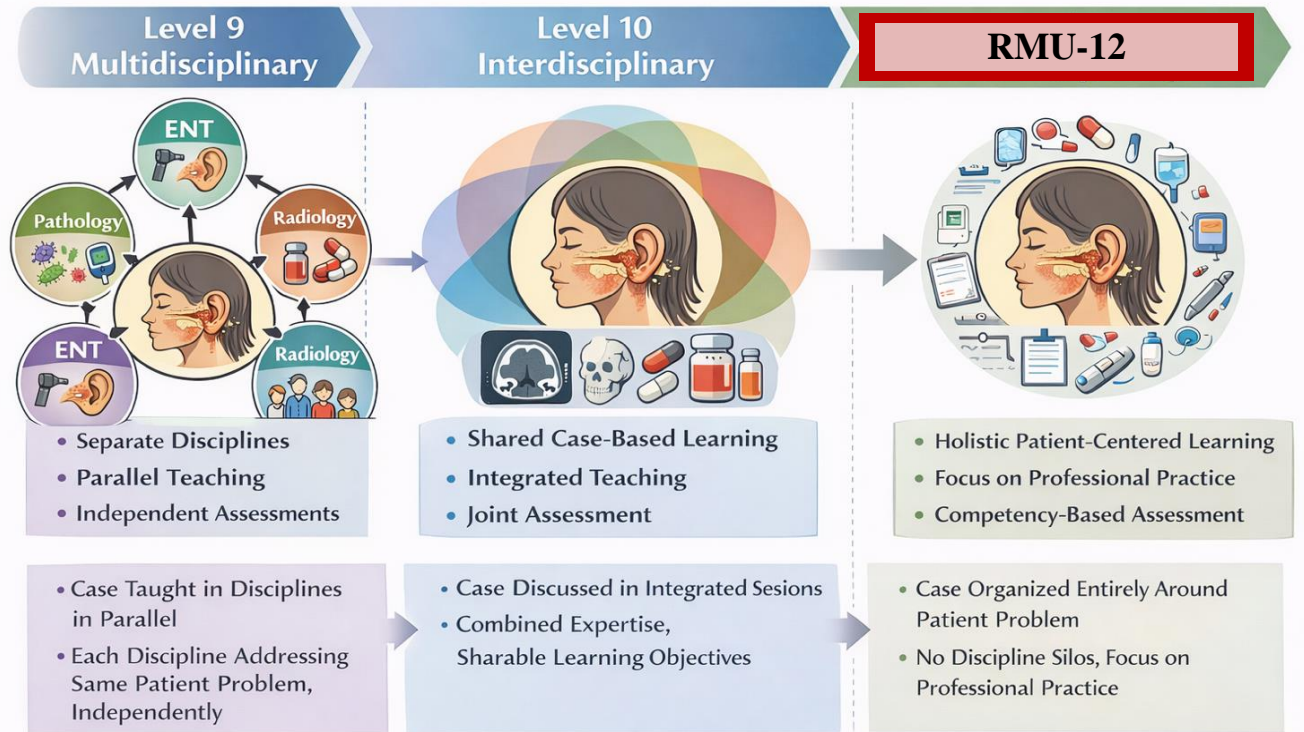 Level 9
Multidisciplinary
Level 10
Interdisciplinary
RMU-12
ENT
Pathology
Radiology
ENT
Radiology
• Separate Disciplines
• Parallel Teaching
• Independent Assessments
• Shared Case-Based Learning
• Integrated Teaching
• Joint Assessment
• Holistic Patient-Centered Learning
• Focus on Professional Practice
• Competency-Based Assessment
• Case Taught in Disciplines
in Parallel
• Each Discipline Addressing
Same Patient Problem,
Independently
• Case Discussed in Integrated Sesions
• Combined Expertise,
Sharable Learning Objectives
• Case Organized Entirely Around
Patient Problem
• No Discipline Silos, Focus on
Professional Practice